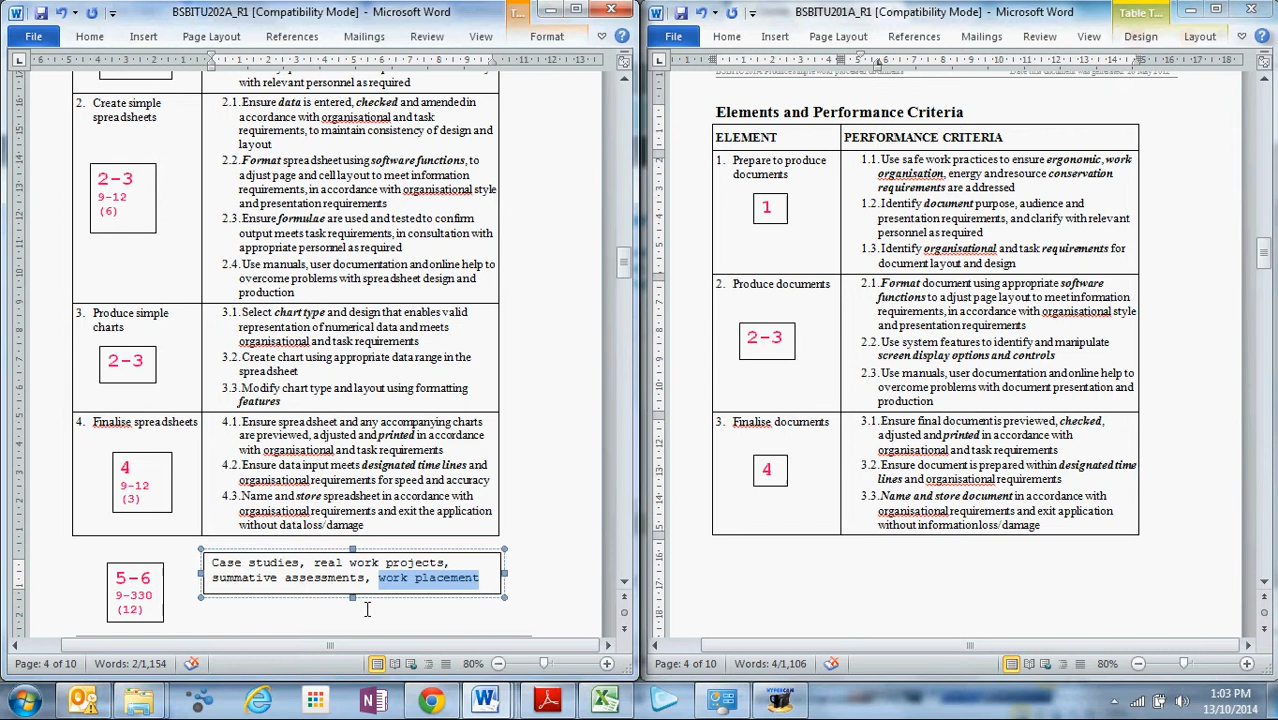 BSBITU202A_R1 [Compatibility Mode] - Microsoft Word
T...
File Home Insert Page Layout References Mailings Review View Format
with relevant personnel as required
2. Create simple
spreadsheets
2-3
9-12
(6)
2.1. Ensure data is entered, checked and amended in
accordance with organisational and task
requirements, to maintain consistency of design and
layout
2.2. Format spreadsheet using software functions, to
adjust page and cell layout to meet information
requirements, in accordance with organisational style
and presentation requirements
2.3. Ensure formulae are used and tested to confirm
output meets task requirements, in consultation with
appropriate personnel as required
2.4. Use manuals, user documentation and online help to
overcome problems with spreadsheet design and
production
3. Produce simple
charts
2-3
3.1. Select chart type and design that enables valid
representation of numerical data and meets
organisational and task requirements
3.2. Create chart using appropriate data range in the
spreadsheet
3.3. Modify chart type and layout using formatting
features
4. Finalise spreadsheets
4
9-12
(3)
4.1. Ensure spreadsheet and any accompanying charts
are previewed, adjusted and printed in accordance
with organisational and task requirements
4.2. Ensure data input meets designated time lines and
organisational requirements for speed and accuracy
4.3. Name and store spreadsheet in accordance with
organisational requirements and exit the application
without data loss/damage
5-6
9-330
(12)
Case studies, real work projects,
summative assessments, work placement
Page: 4 of 10 Words: 2/1,154 80%
BSBITU201A_R1 [Compatibility Mode] - Microsoft Word
Table T...
File Home Insert Page Layout References Mailings Review View Design Layout
BSBITU201A Produce simple word processed documents Date this document was generated: 26 May 2012
Elements and Performance Criteria
ELEMENT PERFORMANCE CRITERIA
1. Prepare to produce
documents
1
1.1. Use safe work practices to ensure ergonomic, work
organisation, energy and resource conservation
requirements are addressed
1.2. Identify document purpose, audience and
presentation requirements, and clarify with relevant
personnel as required
1.3. Identify organisational and task requirements for
document layout and design
2. Produce documents
2-3
2.1. Format document using appropriate software
functions to adjust page layout to meet information
requirements, in accordance with organisational style
and presentation requirements
2.2. Use system features to identify and manipulate
screen display options and controls
2.3. Use manuals, user documentation and online help to
overcome problems with document presentation and
production
3. Finalise documents
4
3.1. Ensure final document is previewed, checked,
adjusted and printed in accordance with
organisational and task requirements
3.2. Ensure document is prepared within designated time
lines and organisational requirements
3.3. Name and store document in accordance with
organisational requirements and exit application
without information loss/damage
Page: 4 of 10 Words: 4/1,106 80%
HYPERCAM
1:03 PM
13/10/2014